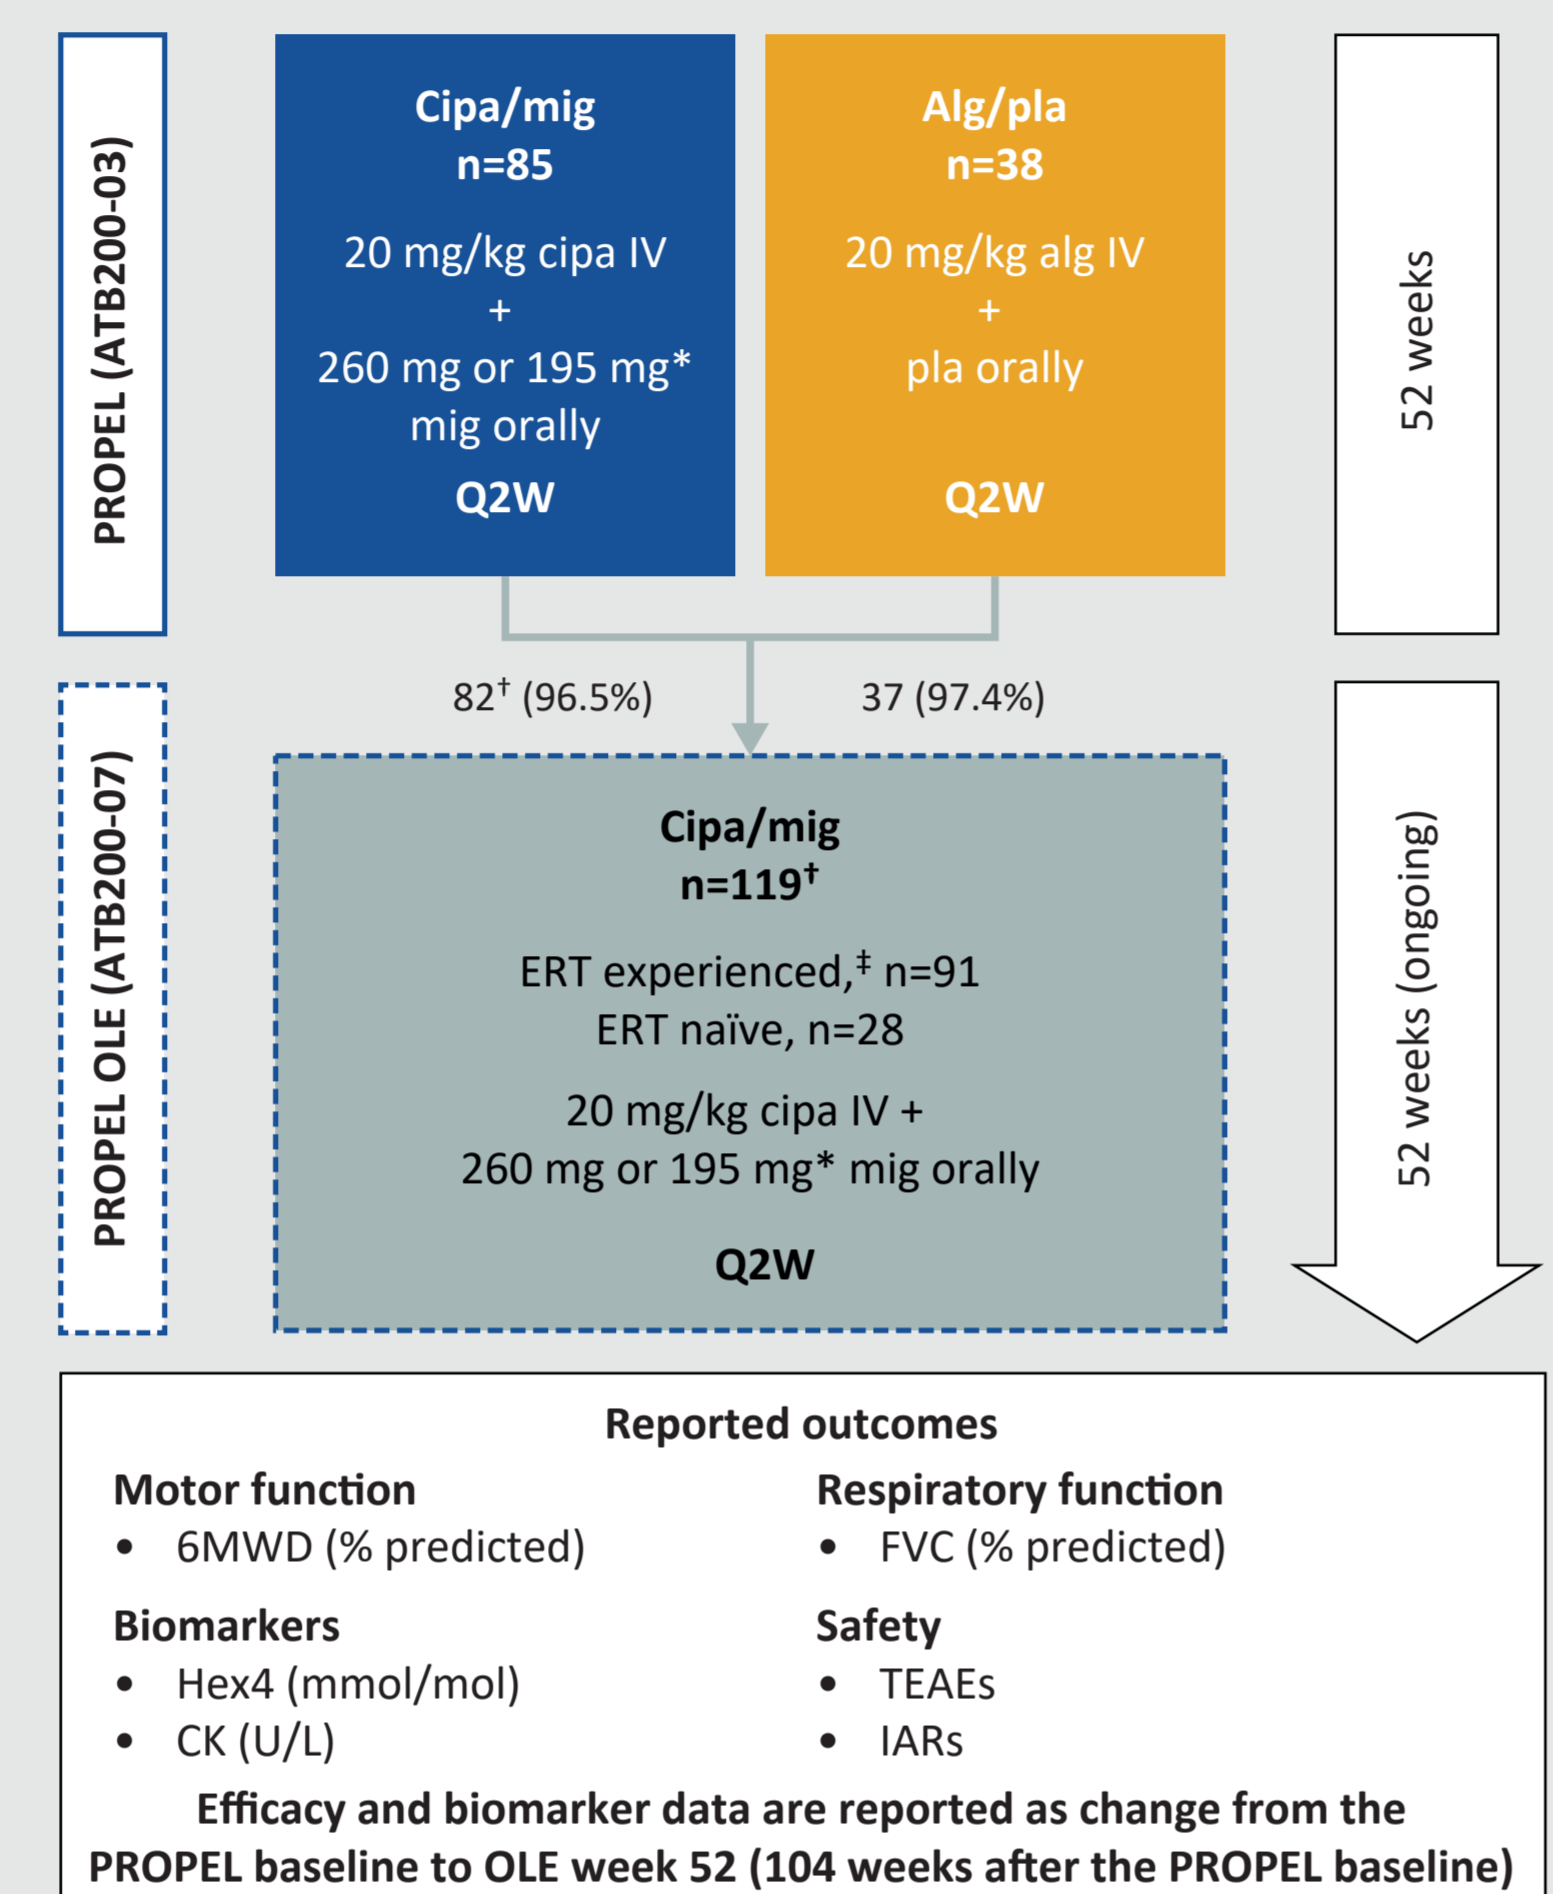 PROPEL (ATB200-03)
Cipa/mig
n=85
20 mg/kg cipa IV
+
260 mg or 195 mg*
mig orally
Q2W
Alg/pla
n=38
20 mg/kg alg IV
+
pla orally
Q2W
52 weeks
82† (96.5%)
37 (97.4%)
PROPEL OLE (ATB200-07)
Cipa/mig
n=119†
ERT experienced,‡ n=91
ERT naïve, n=28
20 mg/kg cipa IV +
260 mg or 195 mg* mig orally
Q2W
52 weeks (ongoing)
Reported outcomes
Motor function
• 6MWD (% predicted)
Respiratory function
• FVC (% predicted)
Biomarkers
• Hex4 (mmol/mol)
• CK (U/L)
Safety
• TEAEs
• IARs
Efficacy and biomarker data are reported as change from the
PROPEL baseline to OLE week 52 (104 weeks after the PROPEL baseline)